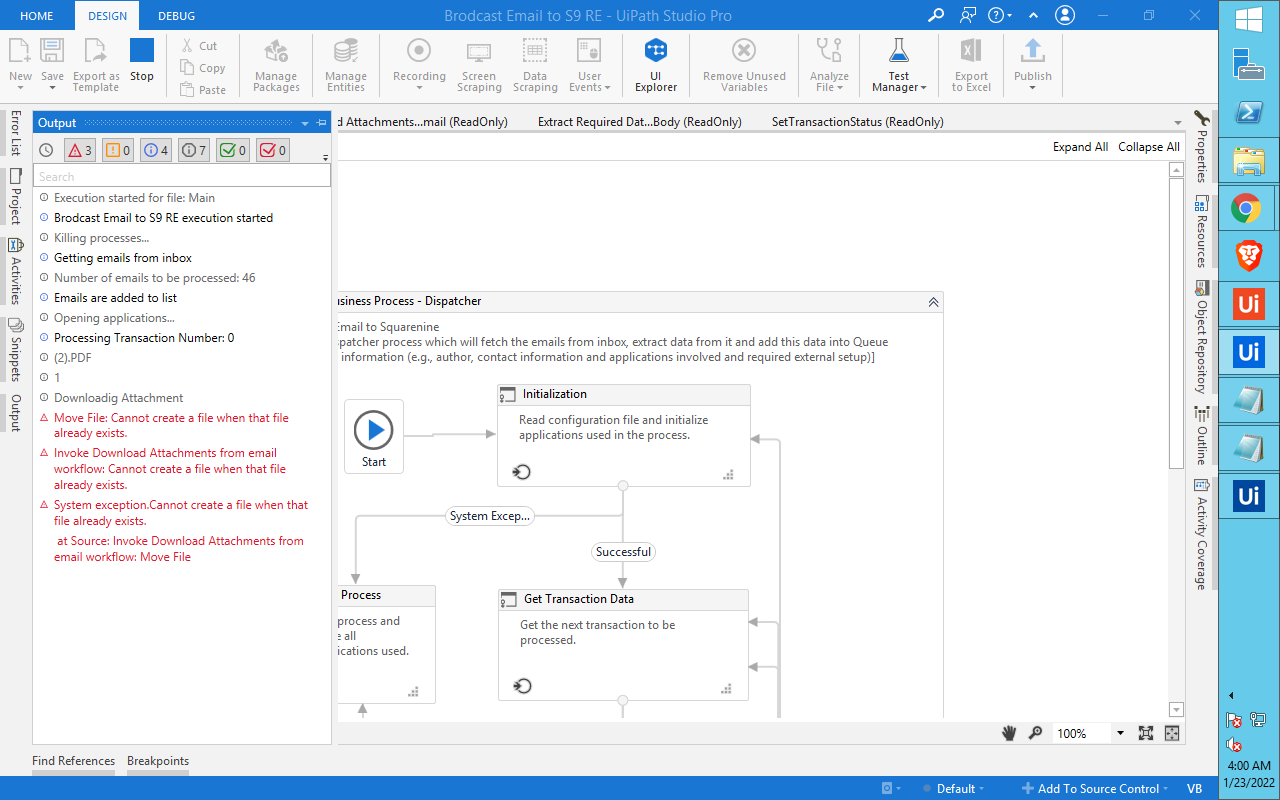 HOME
DESIGN
DEBUG
Brodcast Email to S9 RE - UiPath Studio Pro
New
Save
Export as
Template
Stop
Cut
Copy
Paste
Manage
Packages
Manage
Entities
Recording
Screen
Scraping
Data
Scraping
User
Events
UI
Explorer
Remove Unused
Variables
Analyze
File
Test
Manager
Export
to Excel
Publish
Error List
Project
Activities
Snippets
Output
Output
3
0
4
7
0
0
Search
Execution started for file: Main
Brodcast Email to S9 RE execution started
Killing processes...
Getting emails from inbox
Number of emails to be processed: 46
Emails are added to list
Opening applications...
Processing Transaction Number: 0
(2).PDF
1
Downloadig Attachment
Move File: Cannot create a file when that file
already exists.
Invoke Download Attachments from email
workflow: Cannot create a file when that file
already exists.
System exception.Cannot create a file when that
file already exists.
at Source: Invoke Download Attachments from
email workflow: Move File
d Attachments...mail (ReadOnly)
Extract Required Dat...Body (ReadOnly)
SetTransactionStatus (ReadOnly)
Expand All
Collapse All
usiness Process - Dispatcher
Email to Squarenine
spatcher process which will fetch the emails from inbox, extract data from it and add this data into Queue
information (e.g., author, contact information and applications involved and required external setup)]
Start
Initialization
Read configuration file and initialize
applications used in the process.
System Excep...
Successful
Process
process and
e all
ications used.
Get Transaction Data
Get the next transaction to be
processed.
100%
Properties
Resources
Object Repository
Outline
Activity Coverage
Find References
Breakpoints
Default
Add To Source Control
VB
Ui
Ui
Ui
4:00 AM
1/23/2022